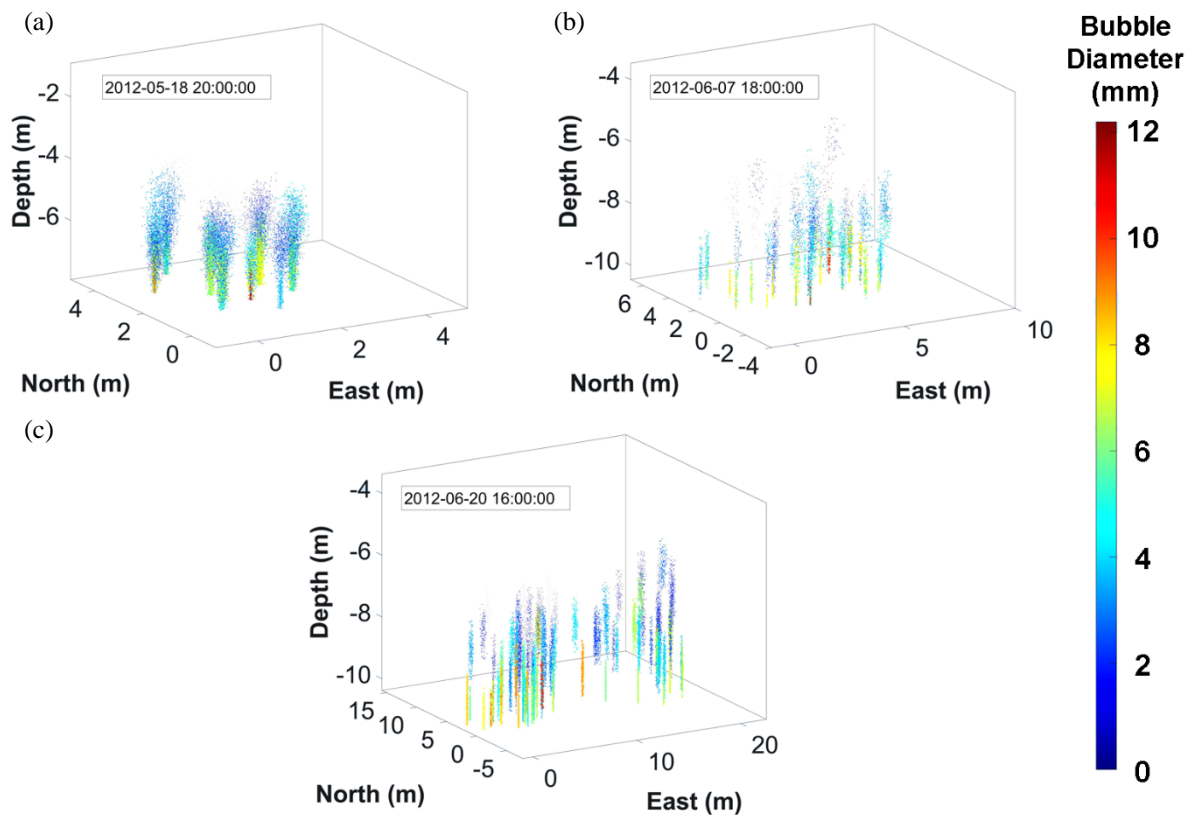 (a)
2012-05-18 20:00:00
-2
-4
-6
Depth (m)
4
2
0
North (m)
0
2
4
East (m)
(b)
2012-06-07 18:00:00
-4
-6
-8
-10
Depth (m)
6
4
2
0
-2
-4
North (m)
0
5
10
East (m)
Bubble
Diameter
(mm)
12
10
8
6
4
2
0
(c)
2012-06-20 16:00:00
-4
-6
-8
-10
Depth (m)
15
10
5
0
-5
North (m)
0
10
20
East (m)